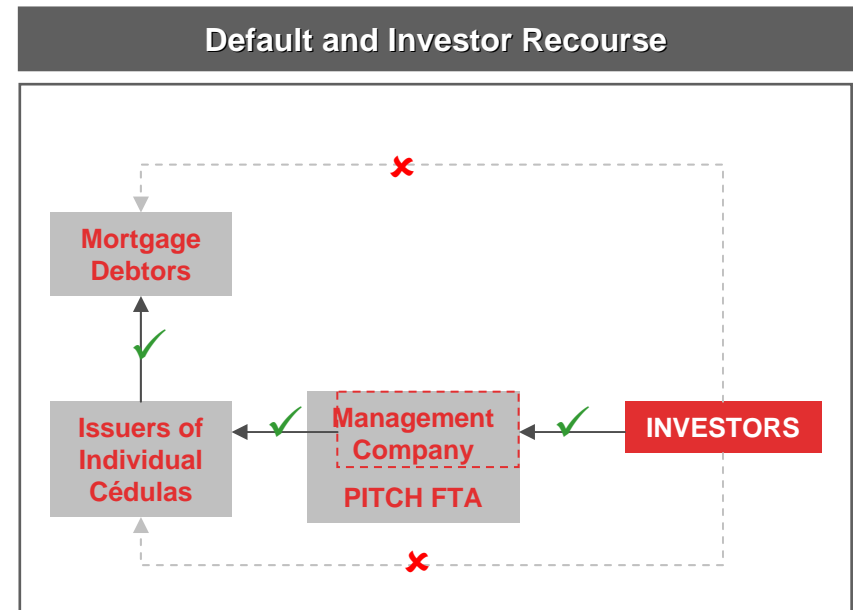 Default and Investor Recourse
Mortgage
Debtors
Issuers of
Individual
Cédulas
Management
Company
PITCH FTA
INVESTORS